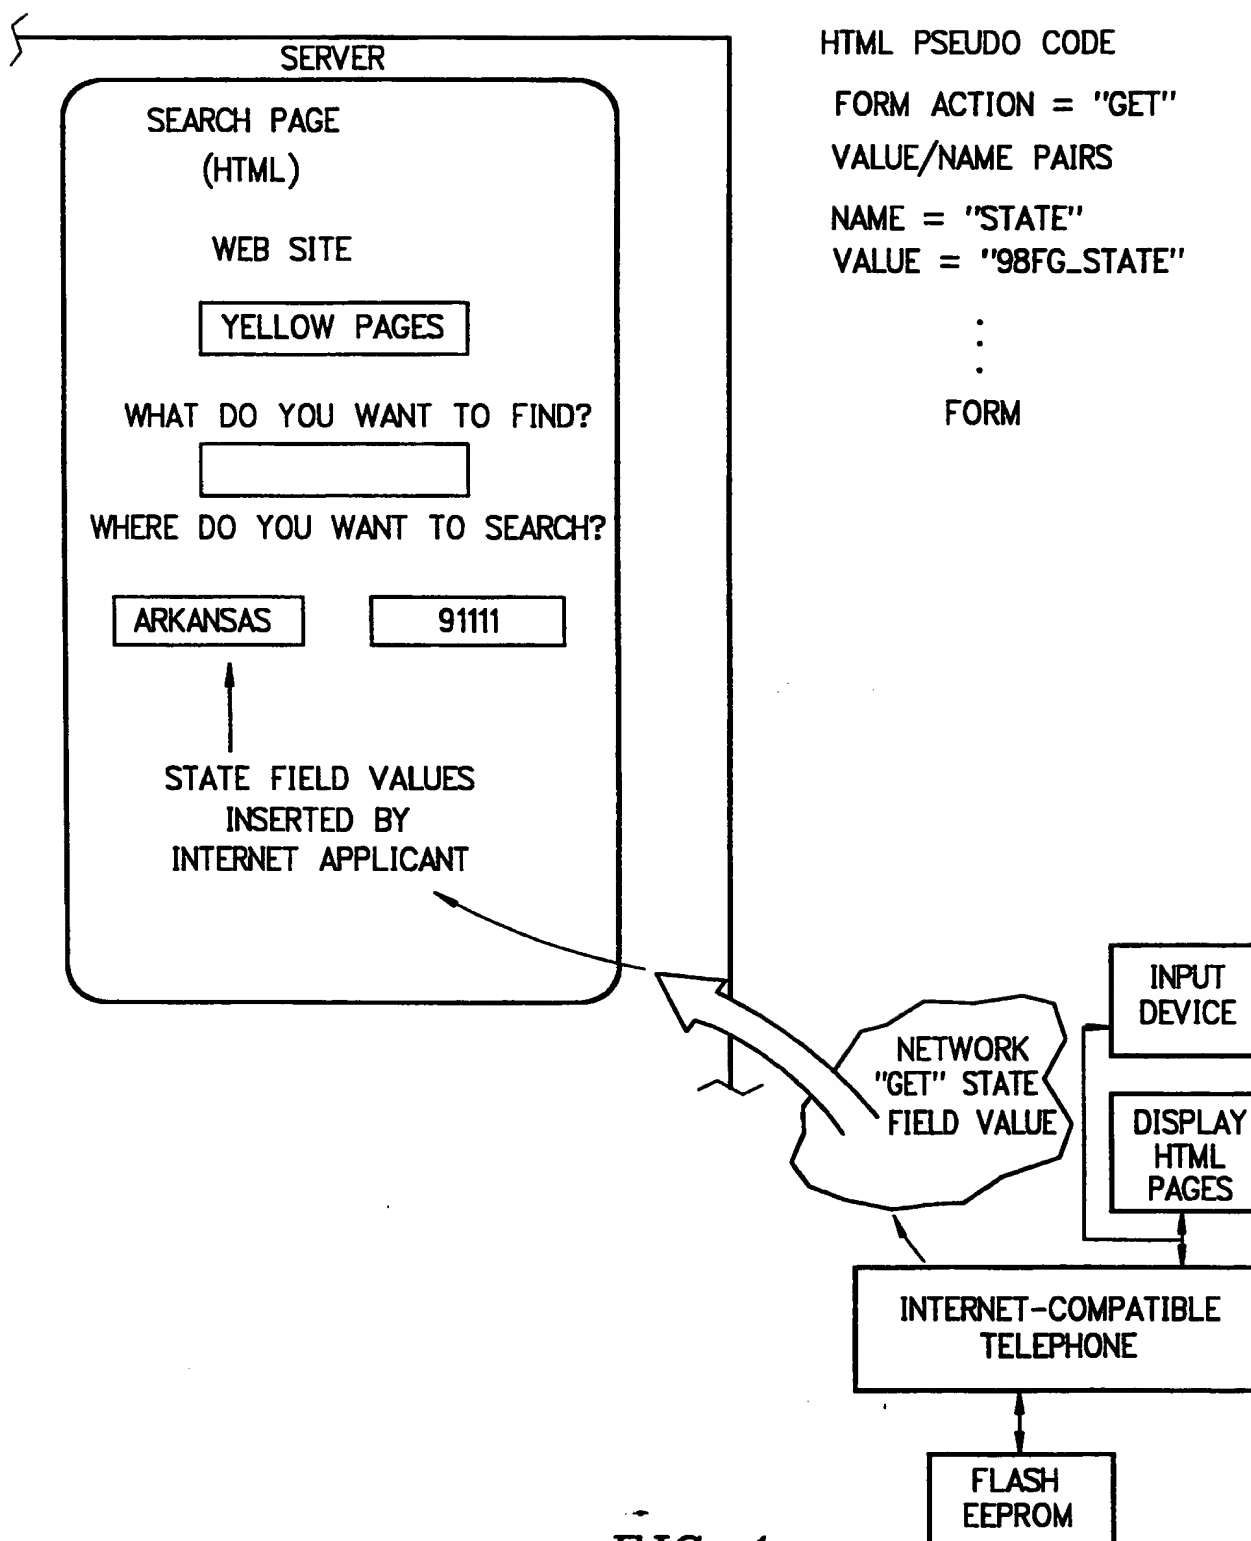 SERVER
SEARCH PAGE
(HTML)
WEB SITE
YELLOW PAGES
WHAT DO YOU WANT TO FIND?
WHERE DO YOU WANT TO SEARCH?
ARKANSAS
91111
STATE FIELD VALUES
INSERTED BY
INTERNET APPLICANT
HTML PSEUDO CODE
FORM ACTION = "GET"
VALUE/NAME PAIRS
NAME = "STATE"
VALUE = "98FG_STATE"
FORM
NETWORK
"GET" STATE
FIELD VALUE
INPUT
DEVICE
DISPLAY
HTML
PAGES
INTERNET-COMPATIBLE
TELEPHONE
FLASH
EEPROM